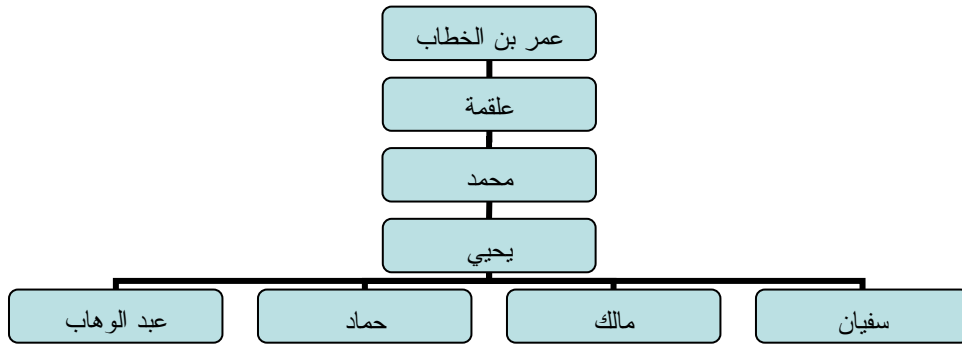 عمر بن الخطاب
علقمة
محمد
يحيي
سفيان
مالك
حماد
عبد الوهاب